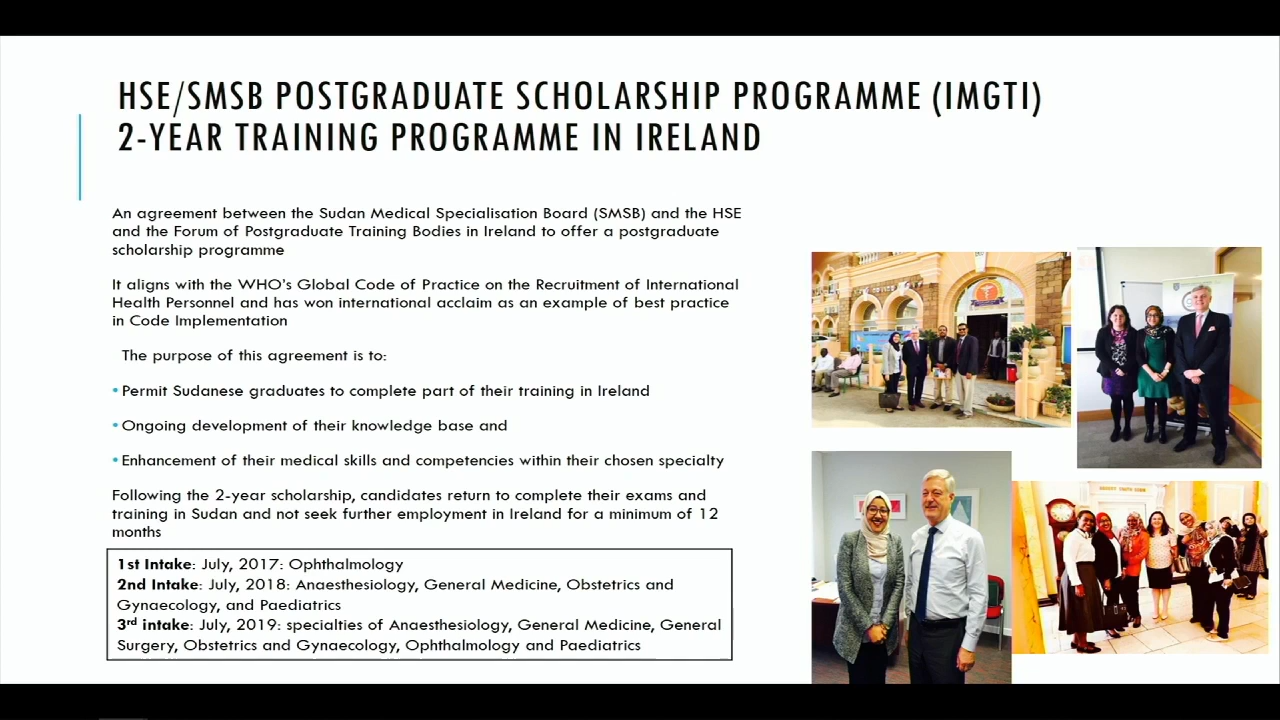 HSE/SMSB POSTGRADUATE SCHOLARSHIP PROGRAMME (IMGTI)
2-YEAR TRAINING PROGRAMME IN IRELAND
An agreement between the Sudan Medical Specialisation Board (SMSB) and the HSE
and the Forum of Postgraduate Training Bodies in Ireland to offer a postgraduate
scholarship programme
It aligns with the WHO's Global Code of Practice on the Recruitment of International
Health Personnel and has won international acclaim as an example of best practice
in Code Implementation
The purpose of this agreement is to:
• Permit Sudanese graduates to complete part of their training in Ireland
• Ongoing development of their knowledge base and
• Enhancement of their medical skills and competencies within their chosen specialty
Following the 2-year scholarship, candidates return to complete their exams and
training in Sudan and not seek further employment in Ireland for a minimum of 12
months
1st Intake: July, 2017: Ophthalmology
2nd Intake: July, 2018: Anaesthesiology, General Medicine, Obstetrics and
Gynaecology, and Paediatrics
3rd intake: July, 2019: specialties of Anaesthesiology, General Medicine, General
Surgery, Obstetrics and Gynaecology, Ophthalmology and Paediatrics